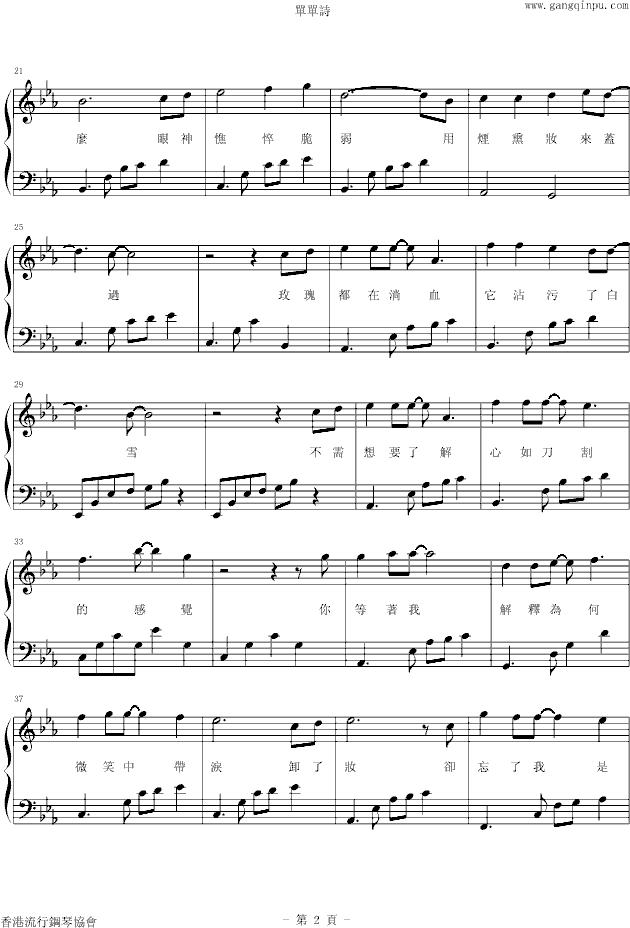 單單詩
www.gangqinpu.com
21
麼 眼神 憔 悴 脆 弱 用 煙 熏 妝 來 蓋
25
過 玫 瑰 都 在 淌 血 它 沾 污 了 白
29
雪 不 需 想 要 了 解 心 如 刀 割
33
的 感 覺 你 等 著 我 解 釋 為 何
37
微 笑 中 帶 淚 卸 了 妝 卻 忘 了 我 是
香港流行鋼琴協會
- 第 2 頁 -